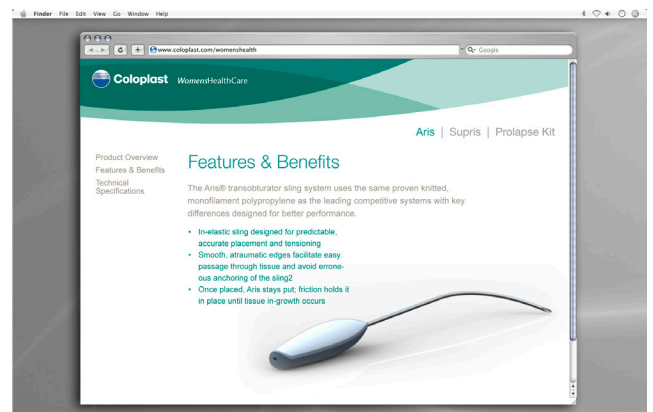 Finder File Edit View Go Window Help
www.coloplast.com/womenshealth
Google
Coloplast WomensHealthCare
Aris | Supris | Prolapse Kit
Product Overview
Features & Benefits
Technical
Specifications
Features & Benefits
The Aris® transobturator sling system uses the same proven knitted,
monofilament polypropylene as the leading competitive systems with key
differences designed for better performance.
• In-elastic sling designed for predictable,
accurate placement and tensioning
• Smooth, atraumatic edges facilitate easy
passage through tissue and avoid errone-
ous anchoring of the sling2
• Once placed, Aris stays put; friction holds it
in place until tissue in-growth occurs